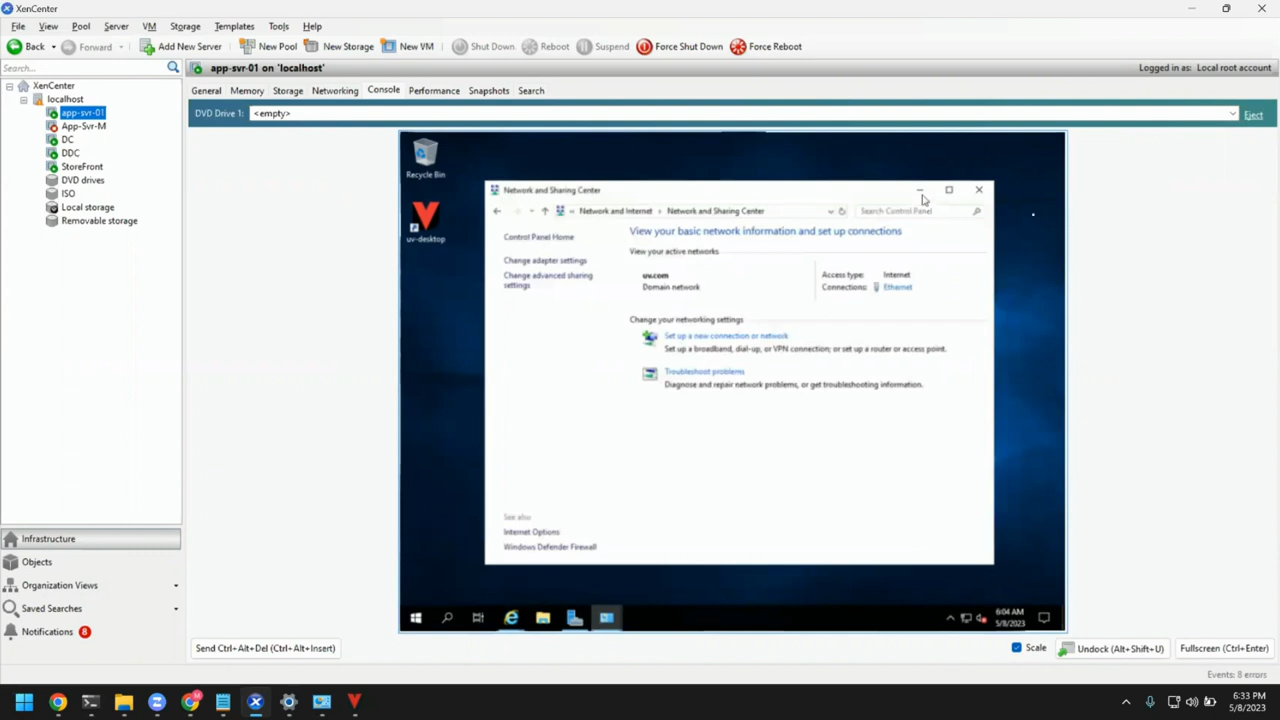 XenCenter
File View Pool Server VM Storage Templates Tools Help
Back Forward Add New Server New Pool New Storage New VM Shut Down Reboot Suspend Force Shut Down Force Reboot
Search...
app-svr-01 on 'localhost'
Logged in as: Local root account
XenCenter
localhost
app-svr-01
App-Svr-M
DC
DDC
StoreFront
DVD drives
ISO
Local storage
Removable storage
General Memory Storage Networking Console Performance Snapshots Search
DVD Drive 1: <empty> Eject
Recycle Bin
uv-desktop
Network and Sharing Center
Network and Internet Network and Sharing Center Search Control Panel
Control Panel Home
Change adapter settings
Change advanced sharing
settings
View your basic network information and set up connections
View your active networks
uv.com
Domain network
Access type: Internet
Connections: Ethernet
Change your networking settings
Set up a new connection or network
Set up a broadband, dial-up, or VPN connection; or set up a router or access point.
Troubleshoot problems
Diagnose and repair network problems, or get troubleshooting information.
See also
Internet Options
Windows Defender Firewall
6:04 AM
5/8/2023
Infrastructure
Objects
Organization Views
Saved Searches
Notifications 8
Send Ctrl+Alt+Del (Ctrl+Alt+Insert)
Scale Undock (Alt+Shift+U) Fullscreen (Ctrl+Enter)
Events: 8 errors
6:33 PM
5/8/2023